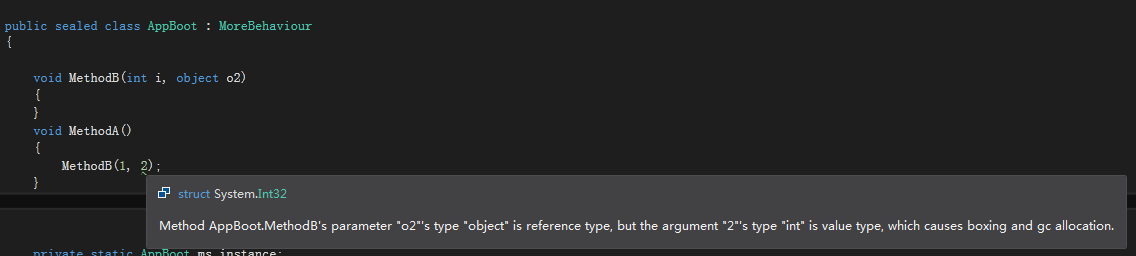 public sealed class AppBoot : MoreBehaviour
{
void MethodB(int i, object o2)
{
}
void MethodA()
{
MethodB(1, 2);
}
struct System.Int32
Method AppBoot.MethodB's parameter "o2"'s type "object" is reference type, but the argument "2"'s type "int" is value type, which causes boxing and gc allocation.
private static AppBoot ms_instance;